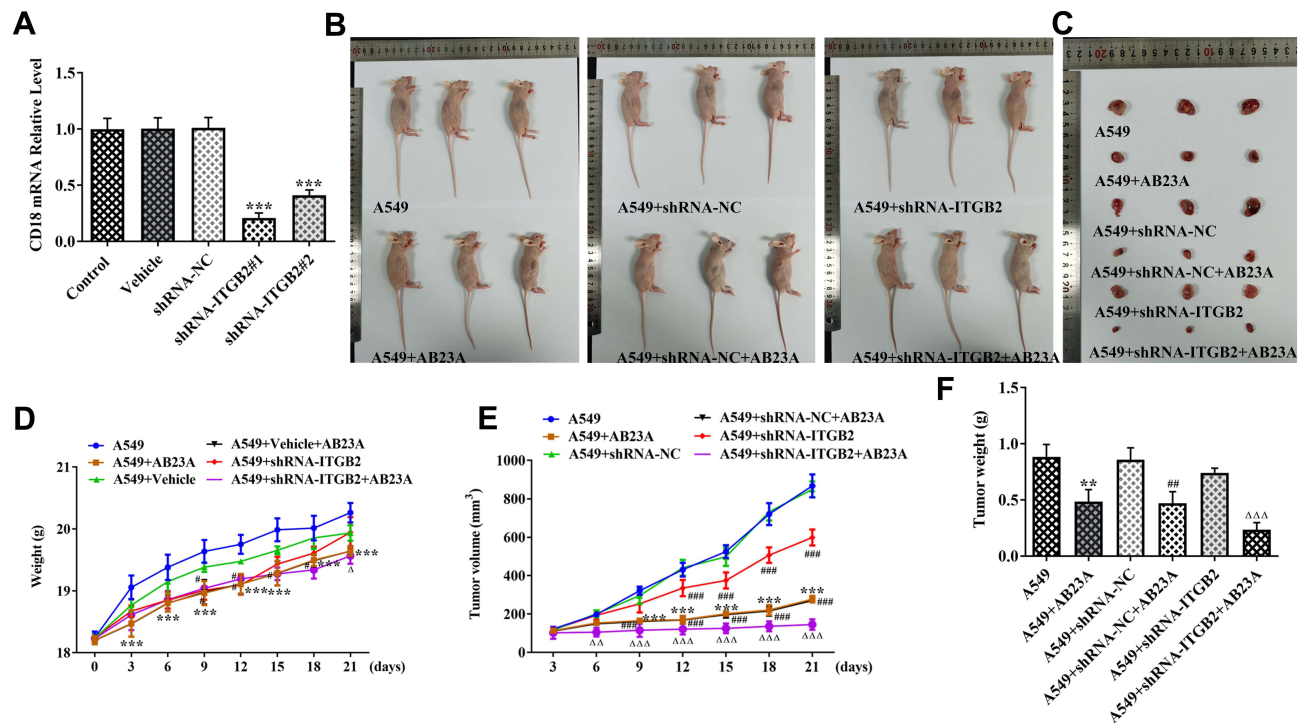 A
CD18 mRNA Relative Level
1.5
1.0
0.5
0.0
Control
Vehicle
shRNA-NC
shRNA-ITGB2#1
shRNA-ITGB2#2
***
***
B
A549
A549+shRNA-NC
A549+shRNA-ITGB2
A549+AB23A
A549+shRNA-NC+AB23A
A549+shRNA-ITGB2+AB23A
C
A549
A549+AB23A
A549+shRNA-NC
A549+shRNA-NC+AB23A
A549+shRNA-ITGB2
A549+shRNA-ITGB2+AB23A
D
A549
A549+AB23A
A549+Vehicle
A549+Vehicle+AB23A
A549+shRNA-ITGB2
A549+shRNA-ITGB2+AB23A
Weight (g)
21
20
19
18
0 3 6 9 12 15 18 21 (days)
*** *** *** *** *** *** ***
# # # # # #
Δ
E
A549
A549+AB23A
A549+shRNA-NC
A549+shRNA-NC+AB23A
A549+shRNA-ITGB2
A549+shRNA-ITGB2+AB23A
Tumor volume (mm³)
1000
800
600
400
200
0
3 6 9 12 15 18 21 (days)
### ### ### ###
*** *** *** *** ***
### ### ### ### ###
ΔΔ ΔΔΔ ΔΔΔ ΔΔΔ ΔΔΔ ΔΔΔ
F
Tumor weight (g)
1.5
1.0
0.5
0.0
**
##
ΔΔΔ
A549
A549+AB23A
A549+shRNA-NC
A549+shRNA-NC+AB23A
A549+shRNA-ITGB2
A549+shRNA-ITGB2+AB23A